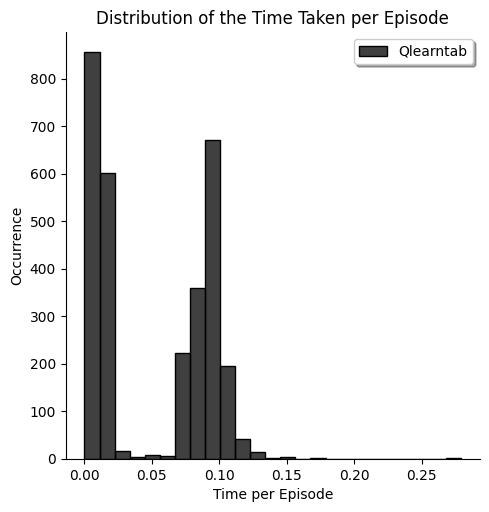 Distribution of the Time Taken per Episode
Qlearntab
800
700
600
500
400
300
200
100
0
Occurrence
0.00 0.05 0.10 0.15 0.20 0.25
Time per Episode